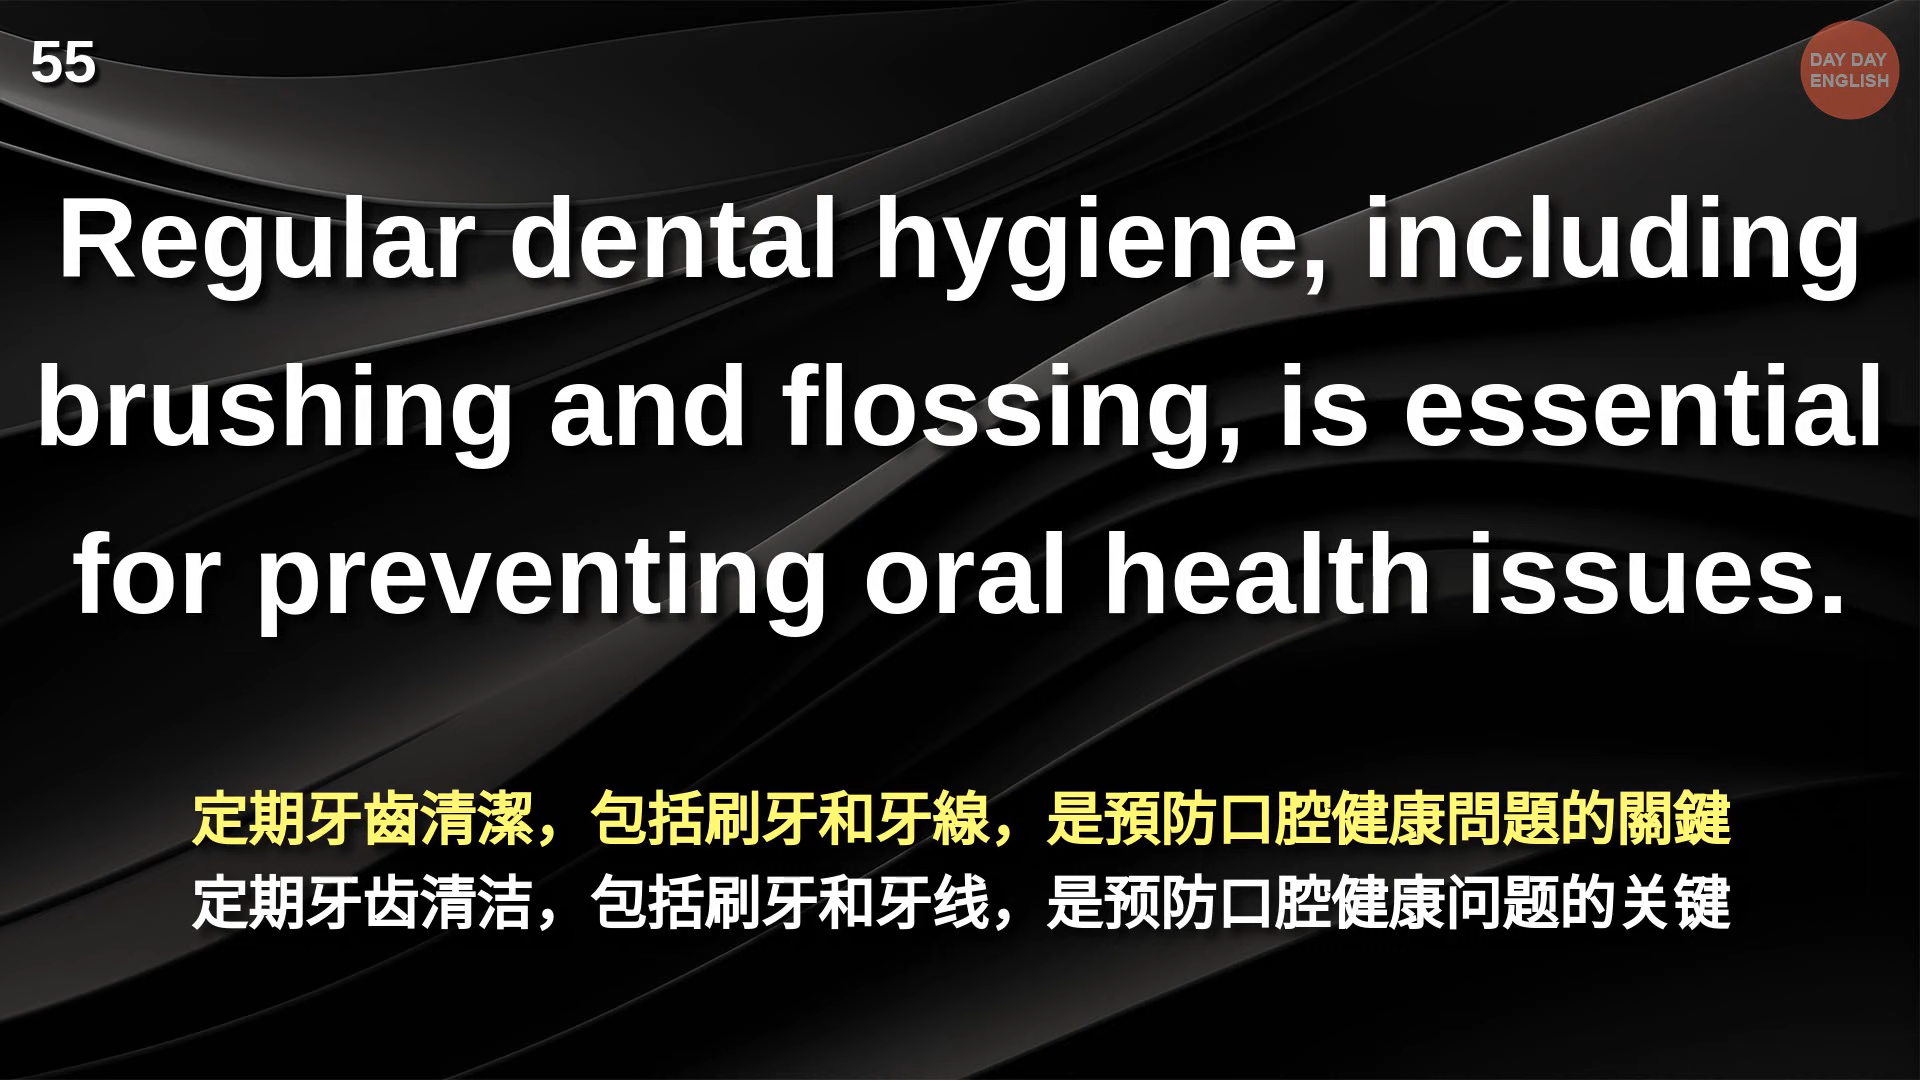 55
DAY DAY
ENGLISH
Regular dental hygiene, including
brushing and flossing, is essential
for preventing oral health issues.
定期牙齒清潔，包括刷牙和牙線，是預防口腔健康問題的關鍵
定期牙齿清洁，包括刷牙和牙线，是预防口腔健康问题的关键